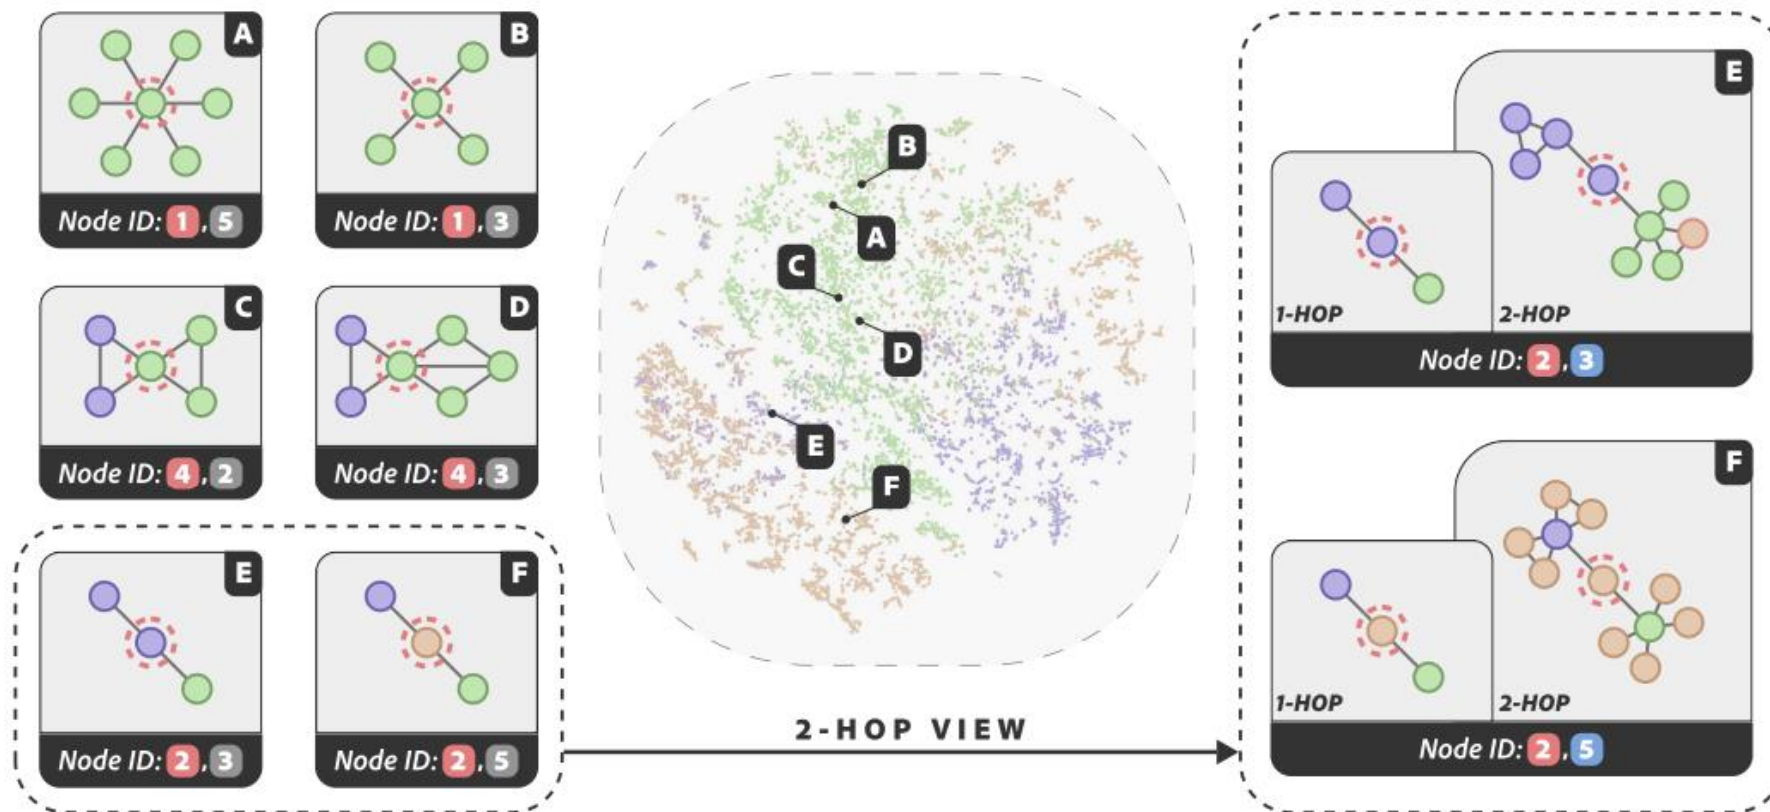 A
Node ID: 1, 5
B
Node ID: 1, 3
C
Node ID: 4, 2
D
Node ID: 4, 3
E
Node ID: 2, 3
F
Node ID: 2, 5
B
A
C
D
E
F
2-HOP VIEW
E
1-HOP
2-HOP
Node ID: 2, 3
F
1-HOP
2-HOP
Node ID: 2, 5